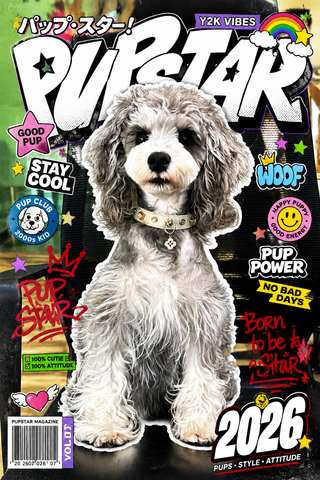 パップ・スター!
Y2K VIBES
PUPSTAR
GOOD
PUP
STAY
COOL
WOOF
PUP CLUB
2000s KID
HAPPY PUPPY
GOOD ENERGY
PUP
POWER
NO BAD
DAYS
PUP
STAR
Born
to be a
Star
100% CUTIE
100% ATTITUDE
PUPSTAR MAGAZINE
VOL.07
2026
PUPS • STYLE • ATTITUDE